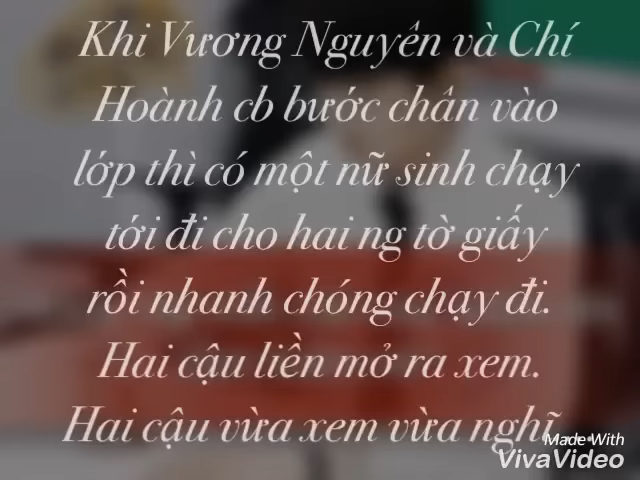 Khi Vương Nguyên và Chí
Hoành cb bước chân vào
lớp thì có một nữ sinh chạy
tới đi cho hai ng tờ giấy
rồi nhanh chóng chạy đi.
Hai cậu liền mở ra xem.
Hai cậu vừa xem vừa nghĩ
Made With
VivaVideo